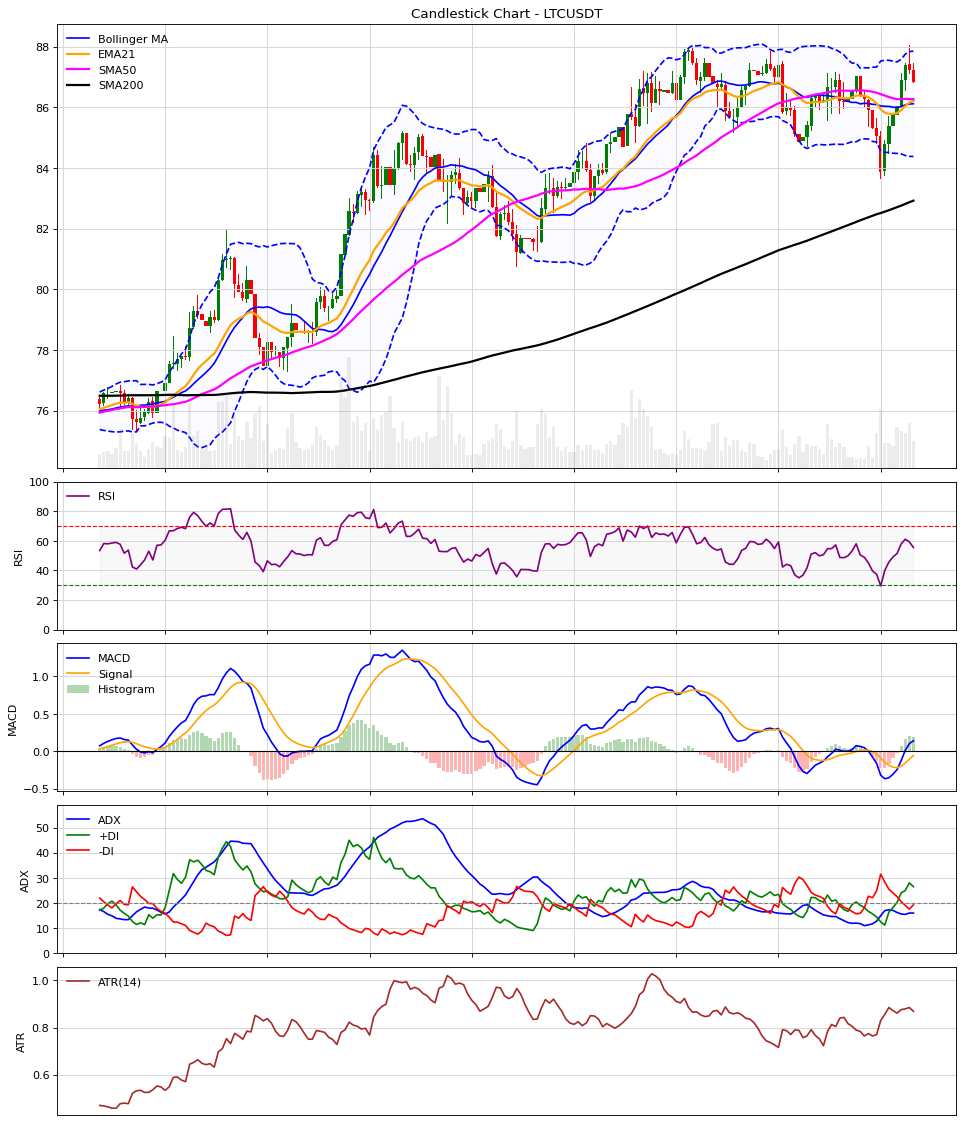 Candlestick Chart - LTCUSDT
Bollinger MA
EMA21
SMA50
SMA200
88
86
84
82
80
78
76
RSI
RSI
100
80
60
40
20
0
MACD
Signal
Histogram
MACD
1.0
0.5
0.0
−0.5
ADX
+DI
-DI
ADX
50
40
30
20
10
0
ATR(14)
ATR
1.0
0.8
0.6